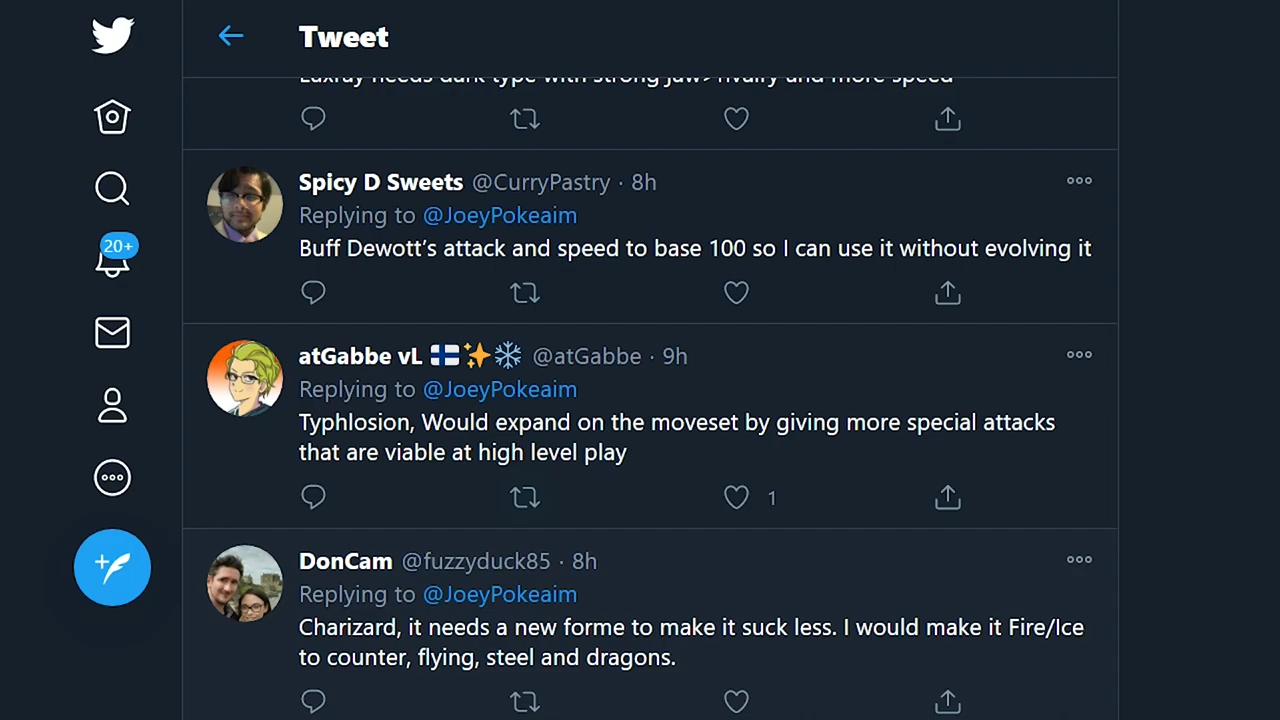 Tweet
Luxray needs dark type with strong jaw>rivalry and more speed
20+
Spicy D Sweets @CurryPastry · 8h
Replying to @JoeyPokeaim
Buff Dewott’s attack and speed to base 100 so I can use it without evolving it
atGabbe vL 🇫🇮✨❄️ @atGabbe · 9h
Replying to @JoeyPokeaim
Typhlosion, Would expand on the moveset by giving more special attacks
that are viable at high level play
1
DonCam @fuzzyduck85 · 8h
Replying to @JoeyPokeaim
Charizard, it needs a new forme to make it suck less. I would make it Fire/Ice
to counter, flying, steel and dragons.